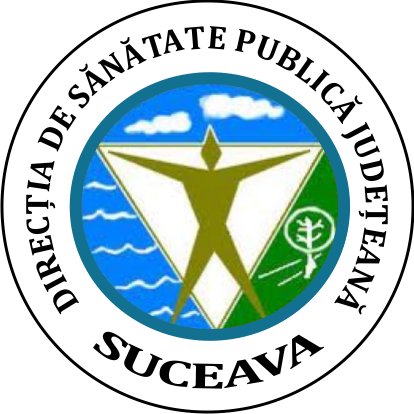 DIRECȚIA DE SĂNĂTATE PUBLICĂ JUDEȚEANĂ
SUCEAVA